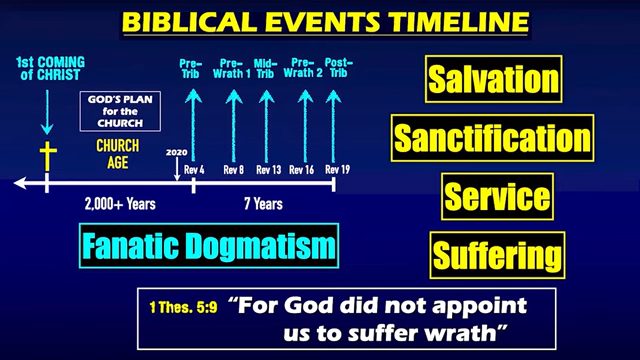 BIBLICAL EVENTS TIMELINE
1st COMING
of CHRIST
GOD'S PLAN
for the
CHURCH
CHURCH
AGE
2020
Pre-
Trib
Pre-
Wrath 1
Mid-
Trib
Pre-
Wrath 2
Post-
Trib
Rev 4
Rev 8
Rev 13
Rev 16
Rev 19
2,000+ Years
7 Years
Fanatic Dogmatism
Salvation
Sanctification
Service
Suffering
1 Thes. 5:9 “For God did not appoint
us to suffer wrath”